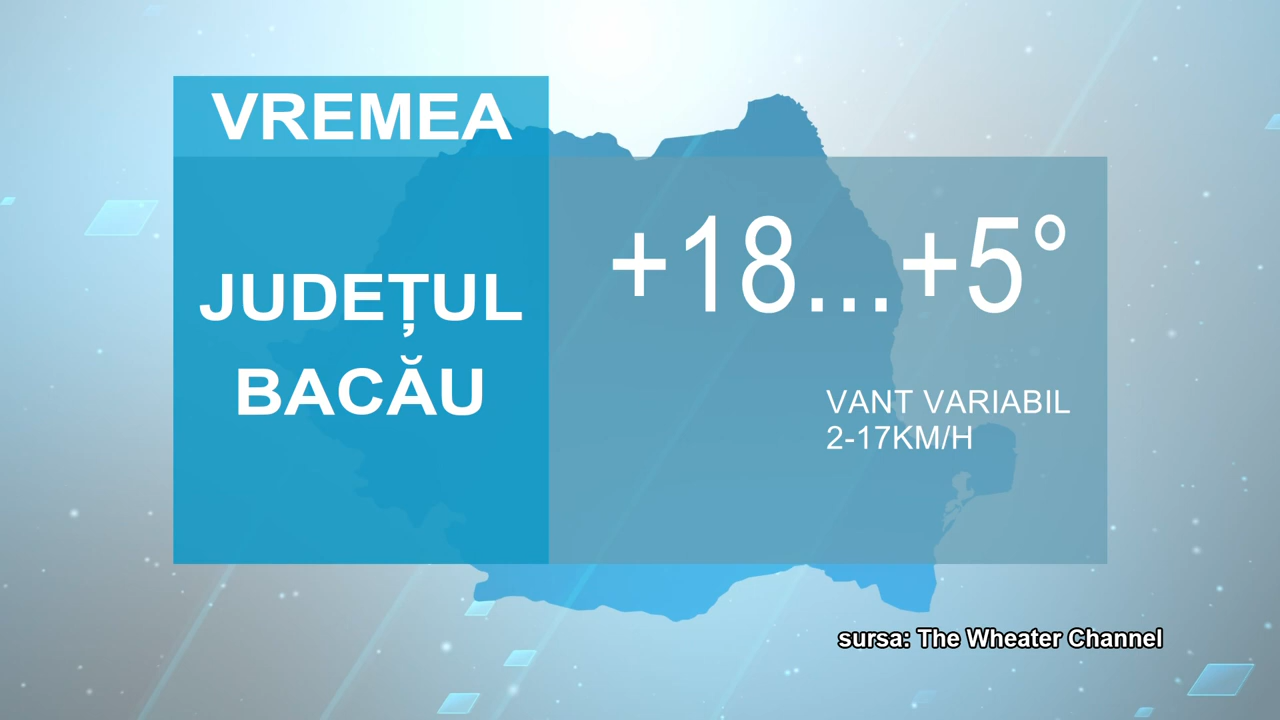 VREMEA
JUDEȚUL
BACĂU
+18...+5°
VANT VARIABIL
2-17KM/H
sursa: The Wheater Channel